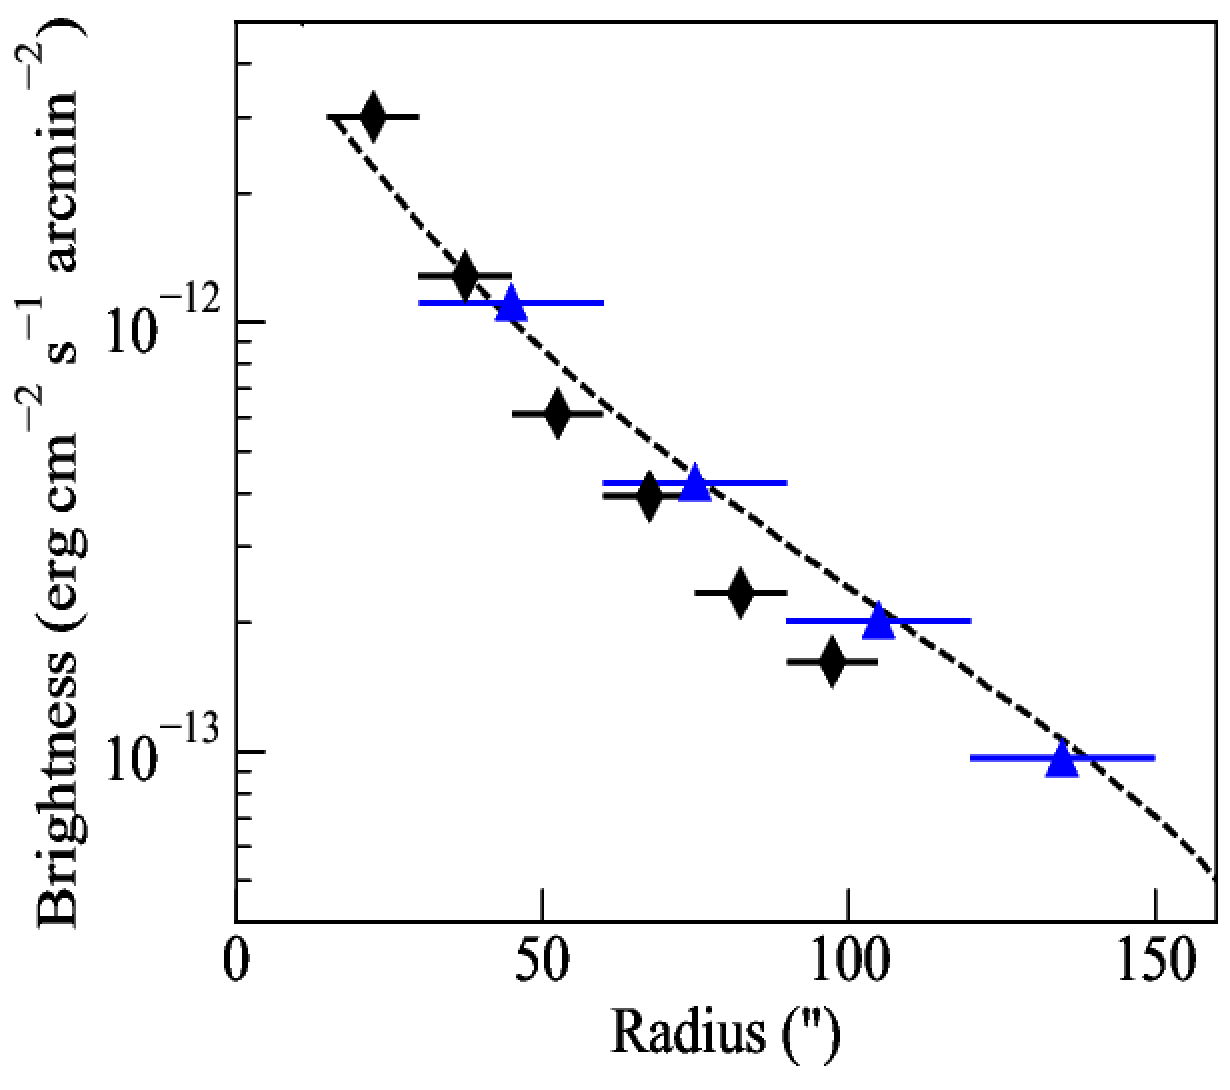 Brightness (erg cm⁻² s⁻¹ arcmin⁻²)
10⁻¹²
10⁻¹³
0 50 100 150
Radius (")